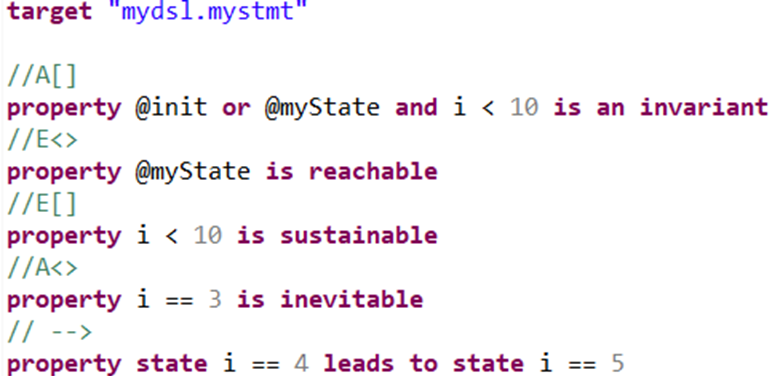 target "mydsl.mystmt"
//A[]
property @init or @myState and i < 10 is an invariant
//E<>
property @myState is reachable
//E[]
property i < 10 is sustainable
//A<>
property i == 3 is inevitable
// -->
property state i == 4 leads to state i == 5